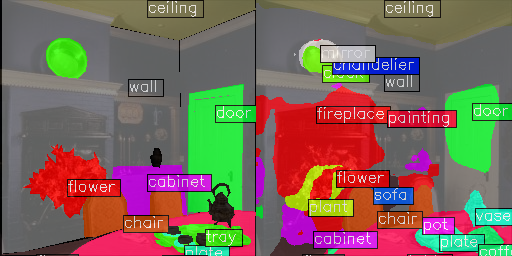 ceiling
wall
door
flower
cabinet
chair
tray
plate
ceiling
mirror
chandelier
clock
wall
fireplace
painting
door
flower
sofa
plant
chair
pot
vase
cabinet
plate